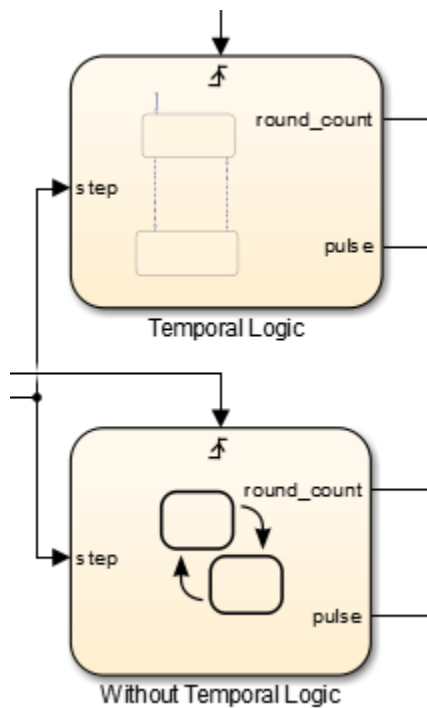 round_count
step
pulse
Temporal Logic
round_count
step
pulse
Without Temporal Logic